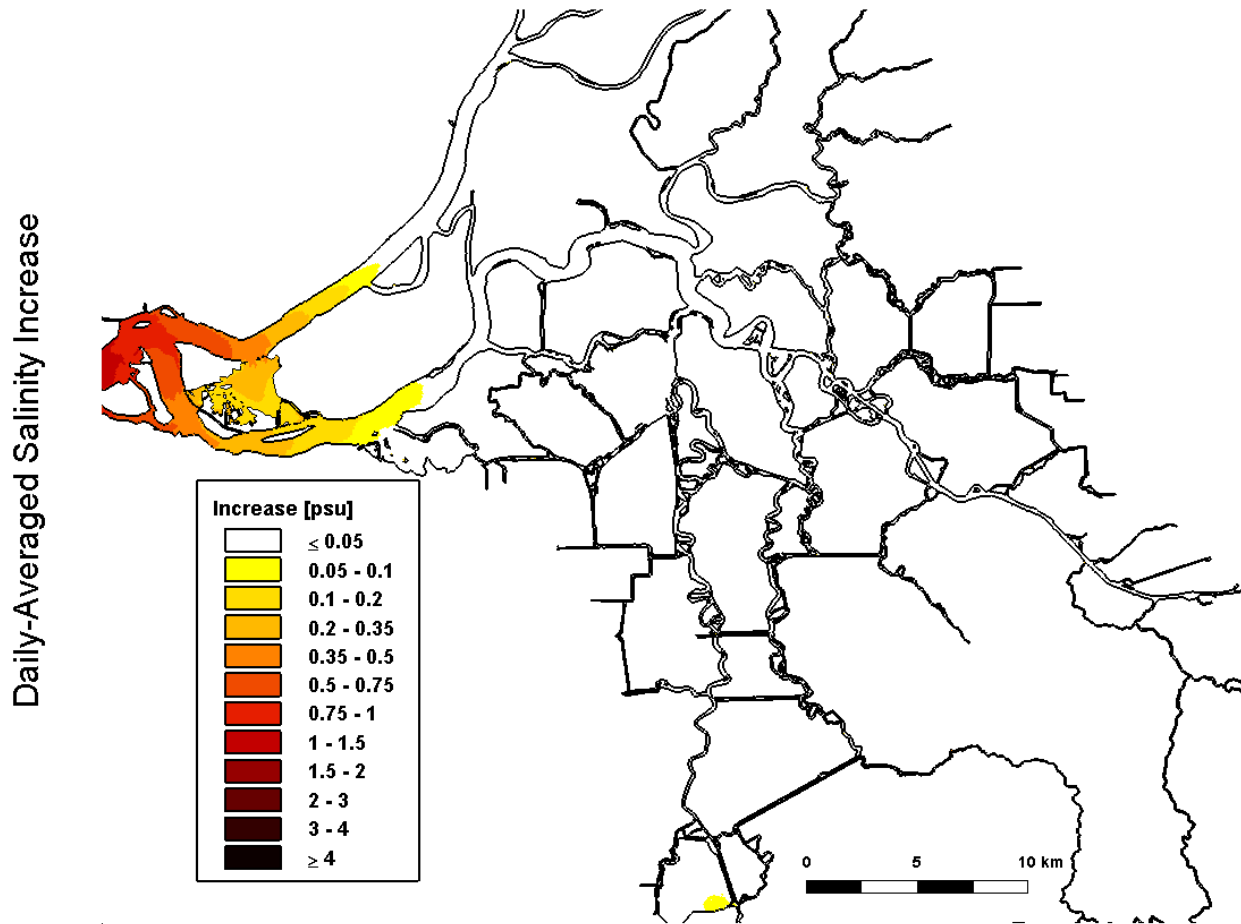 Daily-Averaged Salinity Increase
Increase [psu]
≤ 0.05
0.05 - 0.1
0.1 - 0.2
0.2 - 0.35
0.35 - 0.5
0.5 - 0.75
0.75 - 1
1 - 1.5
1.5 - 2
2 - 3
3 - 4
≥ 4
0 5 10 km